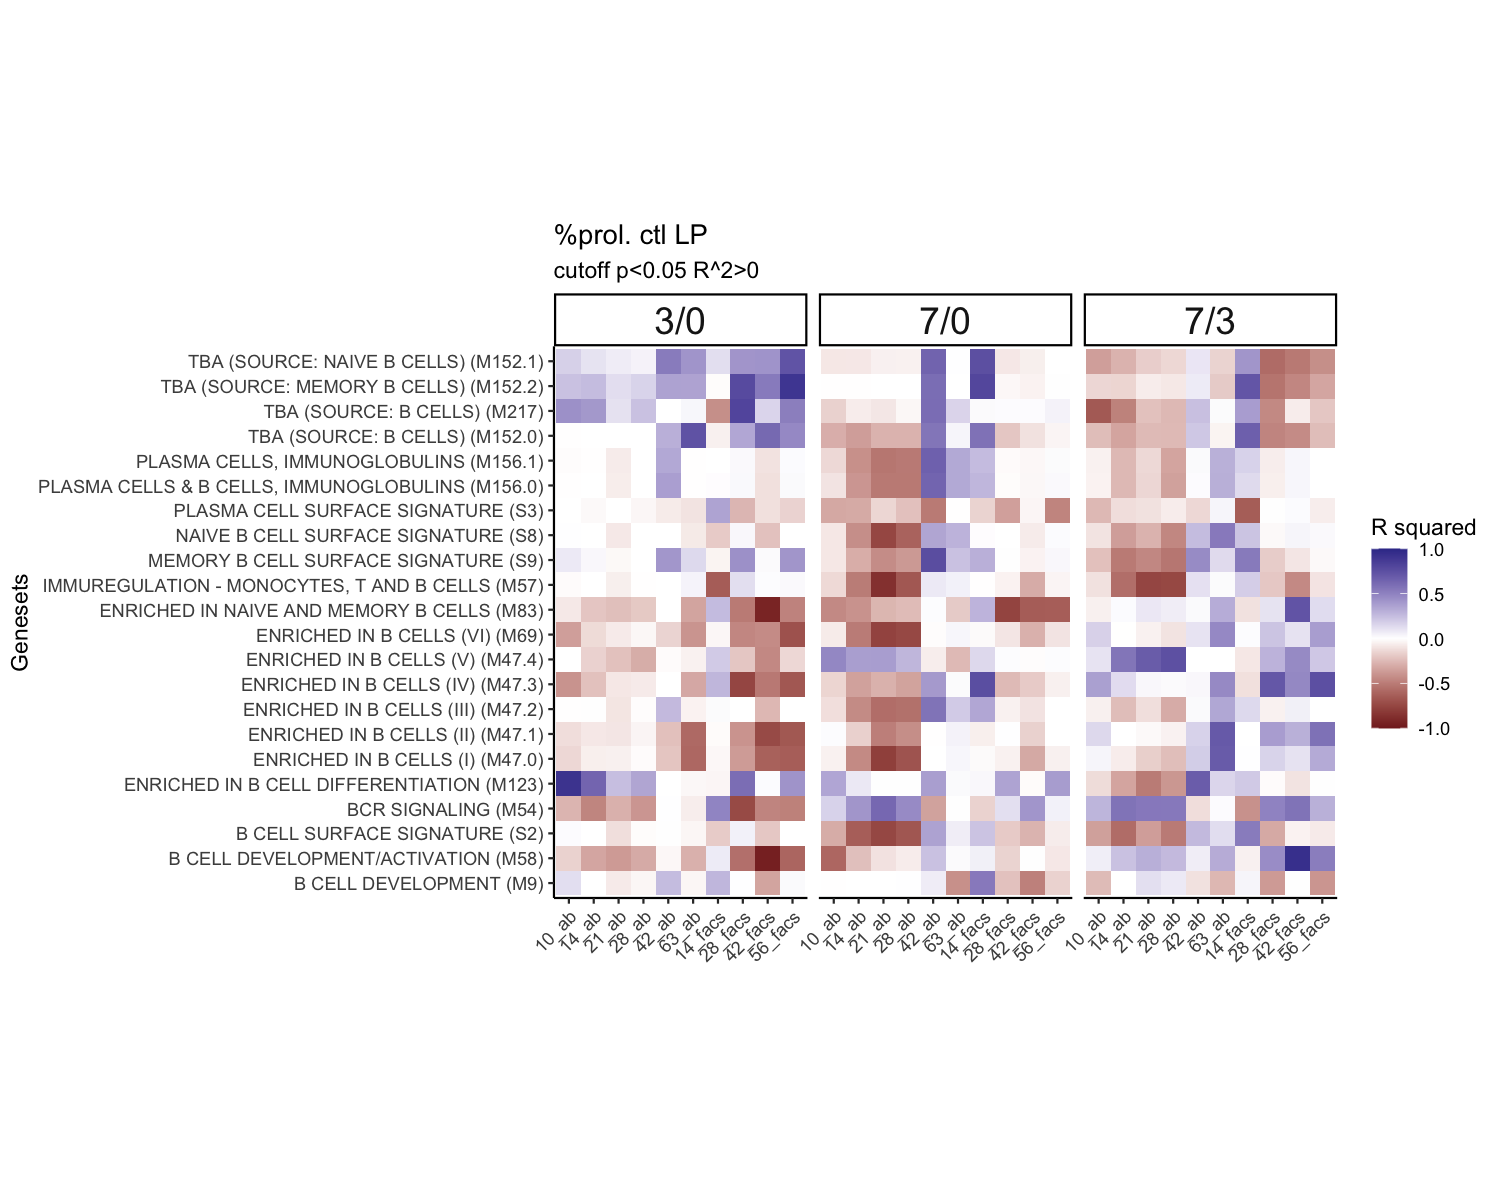 %prol. ctl LP
cutoff p<0.05 R^2>0
3/0
7/0
7/3
TBA (SOURCE: NAIVE B CELLS) (M152.1)
TBA (SOURCE: MEMORY B CELLS) (M152.2)
TBA (SOURCE: B CELLS) (M217)
TBA (SOURCE: B CELLS) (M152.0)
PLASMA CELLS, IMMUNOGLOBULINS (M156.1)
PLASMA CELLS & B CELLS, IMMUNOGLOBULINS (M156.0)
PLASMA CELL SURFACE SIGNATURE (S3)
NAIVE B CELL SURFACE SIGNATURE (S8)
MEMORY B CELL SURFACE SIGNATURE (S9)
IMMUREGULATION - MONOCYTES, T AND B CELLS (M57)
ENRICHED IN NAIVE AND MEMORY B CELLS (M83)
ENRICHED IN B CELLS (VI) (M69)
ENRICHED IN B CELLS (V) (M47.4)
ENRICHED IN B CELLS (IV) (M47.3)
ENRICHED IN B CELLS (III) (M47.2)
ENRICHED IN B CELLS (II) (M47.1)
ENRICHED IN B CELLS (I) (M47.0)
ENRICHED IN B CELL DIFFERENTIATION (M123)
BCR SIGNALING (M54)
B CELL SURFACE SIGNATURE (S2)
B CELL DEVELOPMENT/ACTIVATION (M58)
B CELL DEVELOPMENT (M9)
Genesets
10_ab
14_ab
21_ab
28_ab
42_ab
63_ab
14_facs
28_facs
42_facs
56_facs
10_ab
14_ab
21_ab
28_ab
42_ab
63_ab
14_facs
28_facs
42_facs
56_facs
10_ab
14_ab
21_ab
28_ab
42_ab
63_ab
14_facs
28_facs
42_facs
56_facs
R squared
1.0
0.5
0.0
-0.5
-1.0